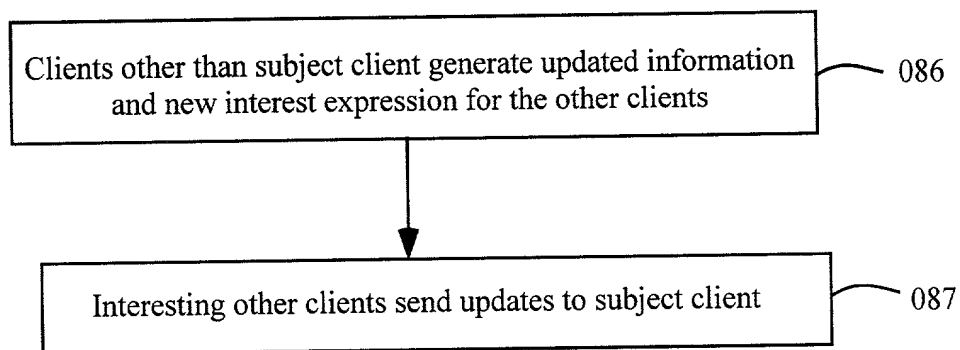 Clients other than subject client generate updated information
and new interest expression for the other clients
086
Interesting other clients send updates to subject client
087